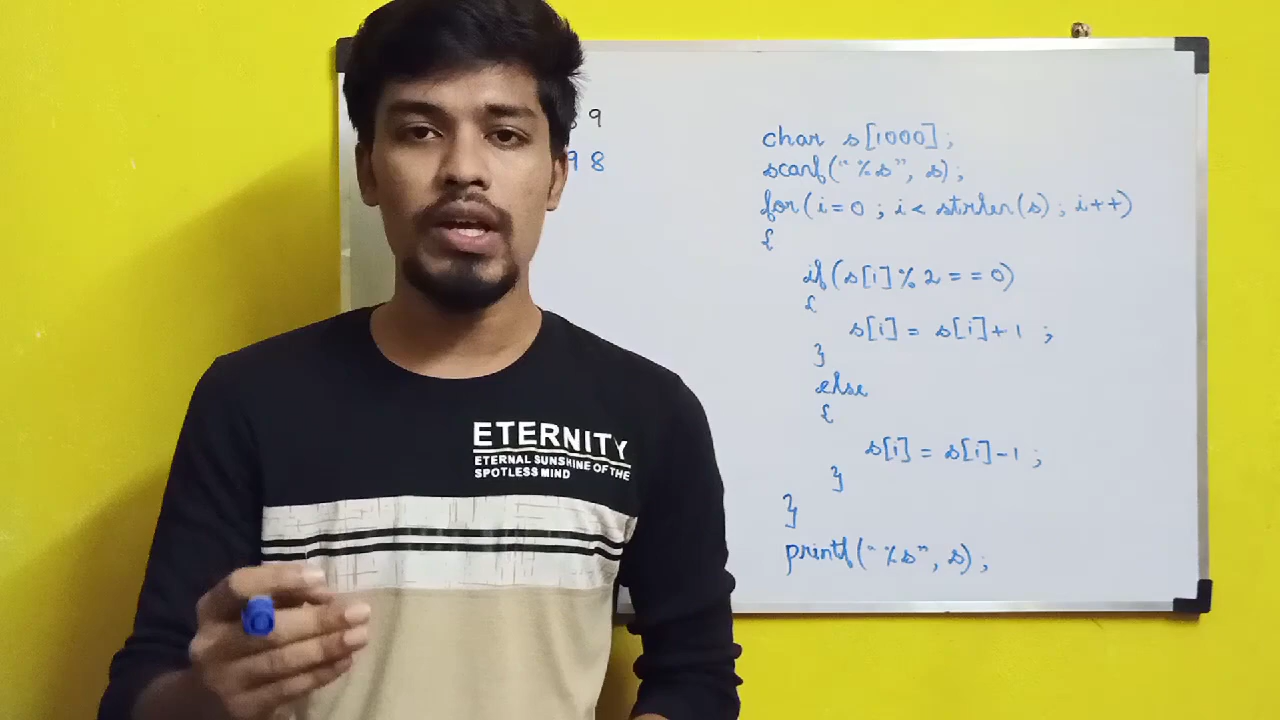 9
9 8
char s[1000];
scanf("%s", s);
for(i=0 ; i< strlen(s) ; i++)
{
if(s[i] % 2 == 0)
{
s[i] = s[i]+1 ;
}
else
{
s[i] = s[i]-1 ;
}
}
printf("%s", s);
ETERNITY
ETERNAL SUNSHINE OF THE
SPOTLESS MIND